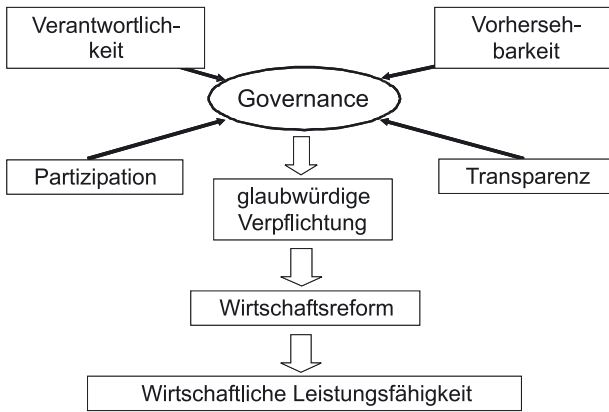 Verantwortlich-
keit
Vorherseh-
barkeit
Governance
Partizipation
Transparenz
glaubwürdige
Verpflichtung
Wirtschaftsreform
Wirtschaftliche Leistungsfähigkeit